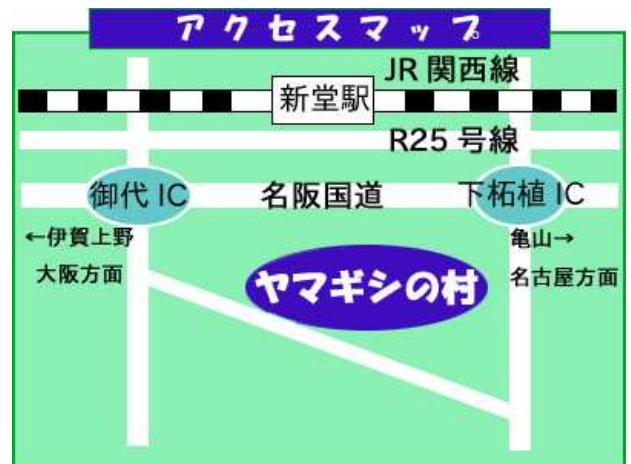 アクセスマップ
JR 関西線
新堂駅
R25 号線
御代 IC
名阪国道
下柘植 IC
←伊賀上野
大阪方面
ヤマギシの村
亀山→
名古屋方面